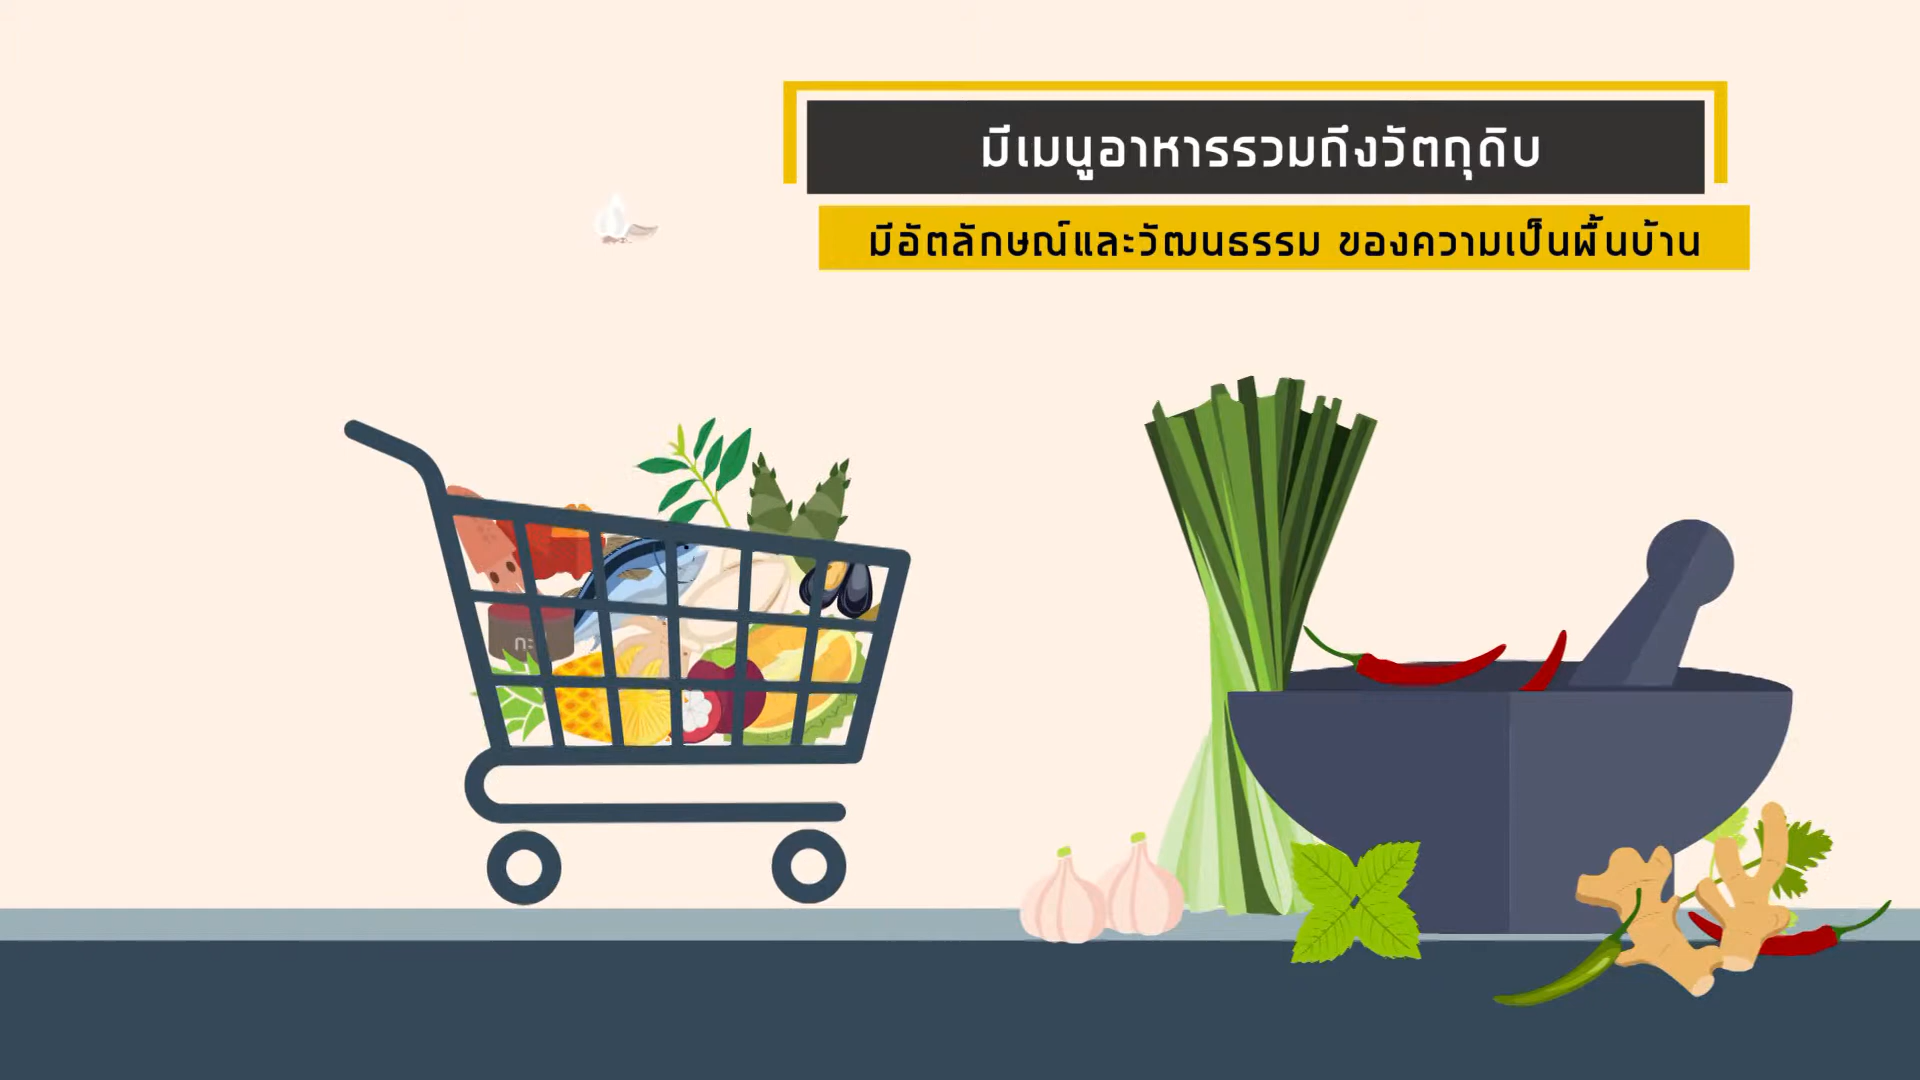 มีเมนูอาหารรวมถึงวัตถุดิบ
มีอัตลักษณ์และวัฒนธรรม ของความเป็นพื้นบ้าน